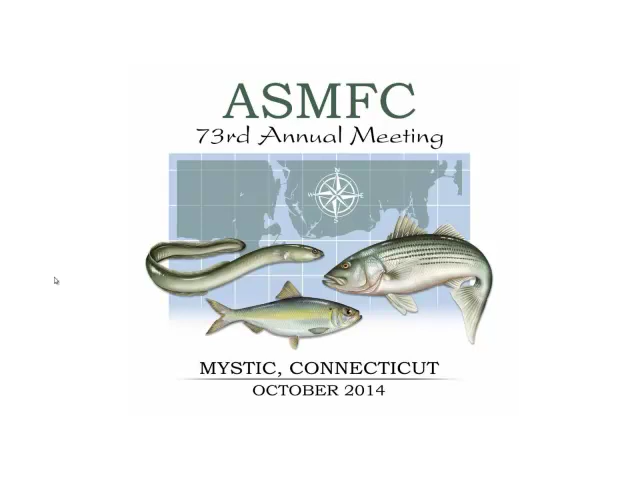 ASMFC
73rd Annual Meeting
N
W E
S
MYSTIC, CONNECTICUT
OCTOBER 2014